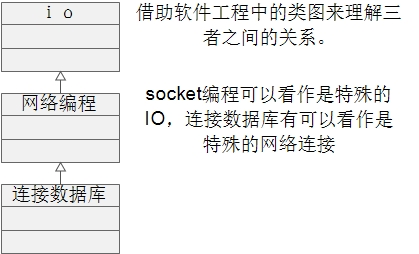 io
借助软件工程中的类图来理解三
者之间的关系。
网络编程
socket编程可以看作是特殊的
IO，连接数据库有可以看作是
特殊的网络连接
连接数据库